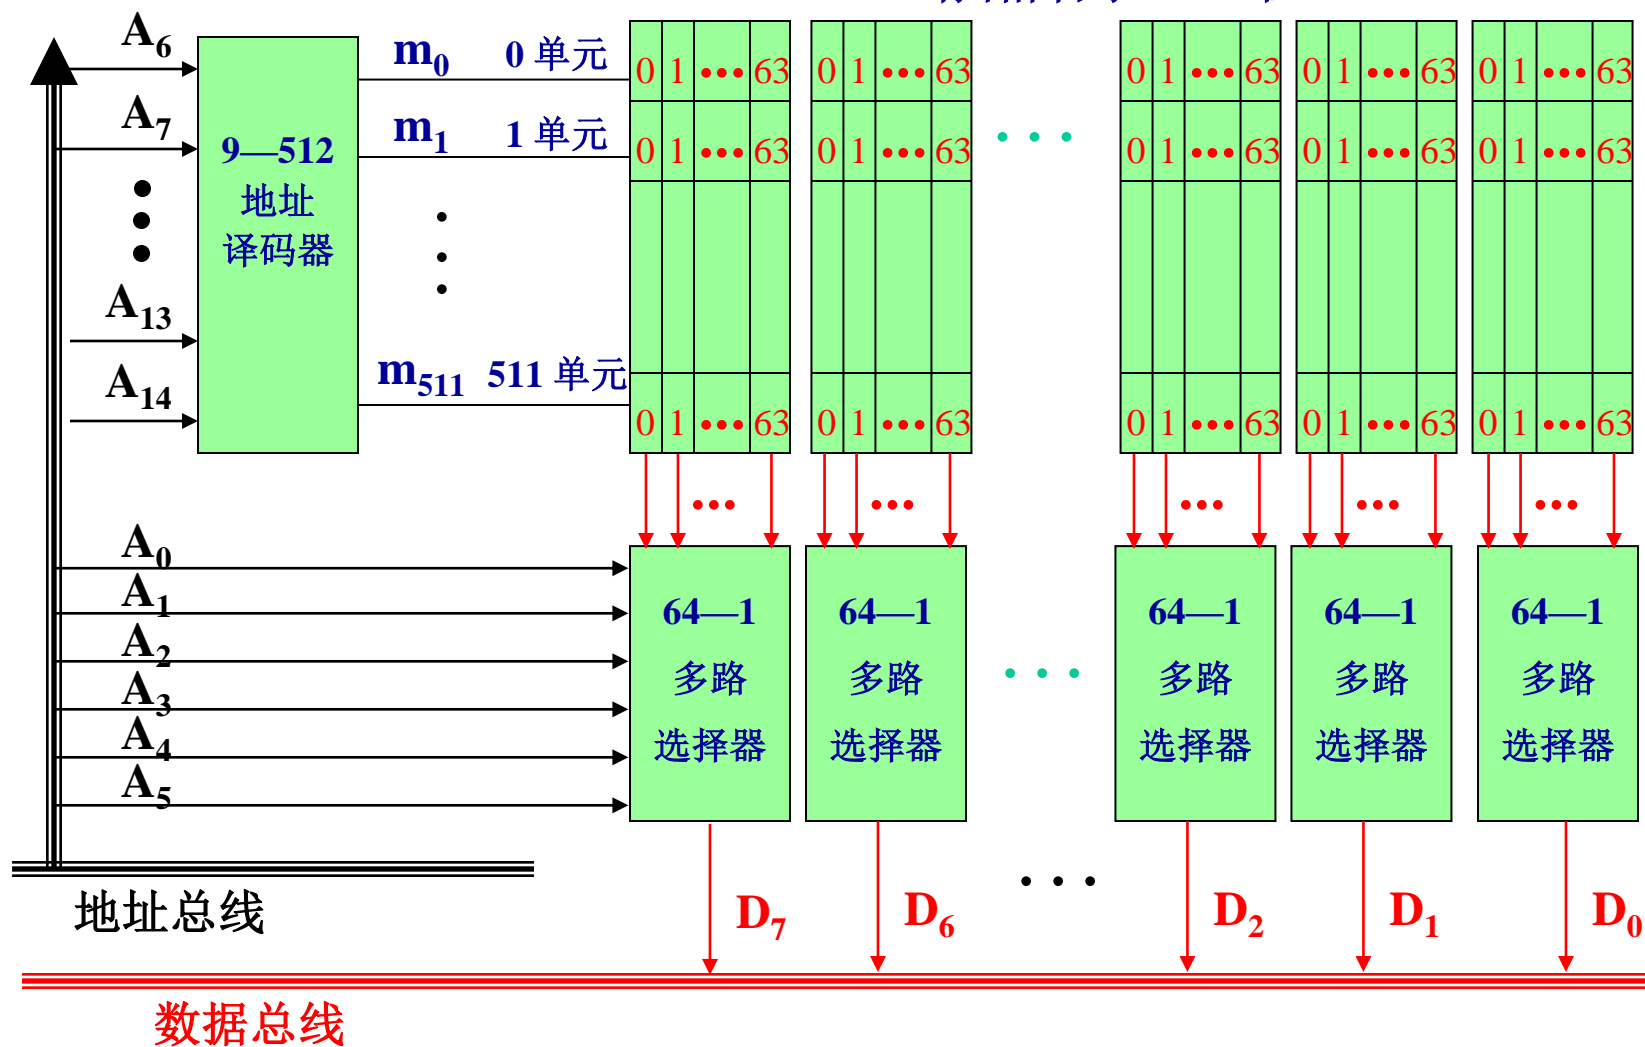 A6
A7
A13
A14
9—512
地址
译码器
m0 0 单元
m1 1 单元
m511 511 单元
0 1 ••• 63 0 1 ••• 63 0 1 ••• 63 0 1 ••• 63 0 1 ••• 63
0 1 ••• 63 0 1 ••• 63 0 1 ••• 63 0 1 ••• 63 0 1 ••• 63
0 1 ••• 63 0 1 ••• 63 0 1 ••• 63 0 1 ••• 63 0 1 ••• 63
A0
A1
A2
A3
A4
A5
64—1 64—1 64—1 64—1 64—1
多路 多路 多路 多路 多路
选择器 选择器 选择器 选择器 选择器
地址总线
D7 D6 D2 D1 D0
数据总线